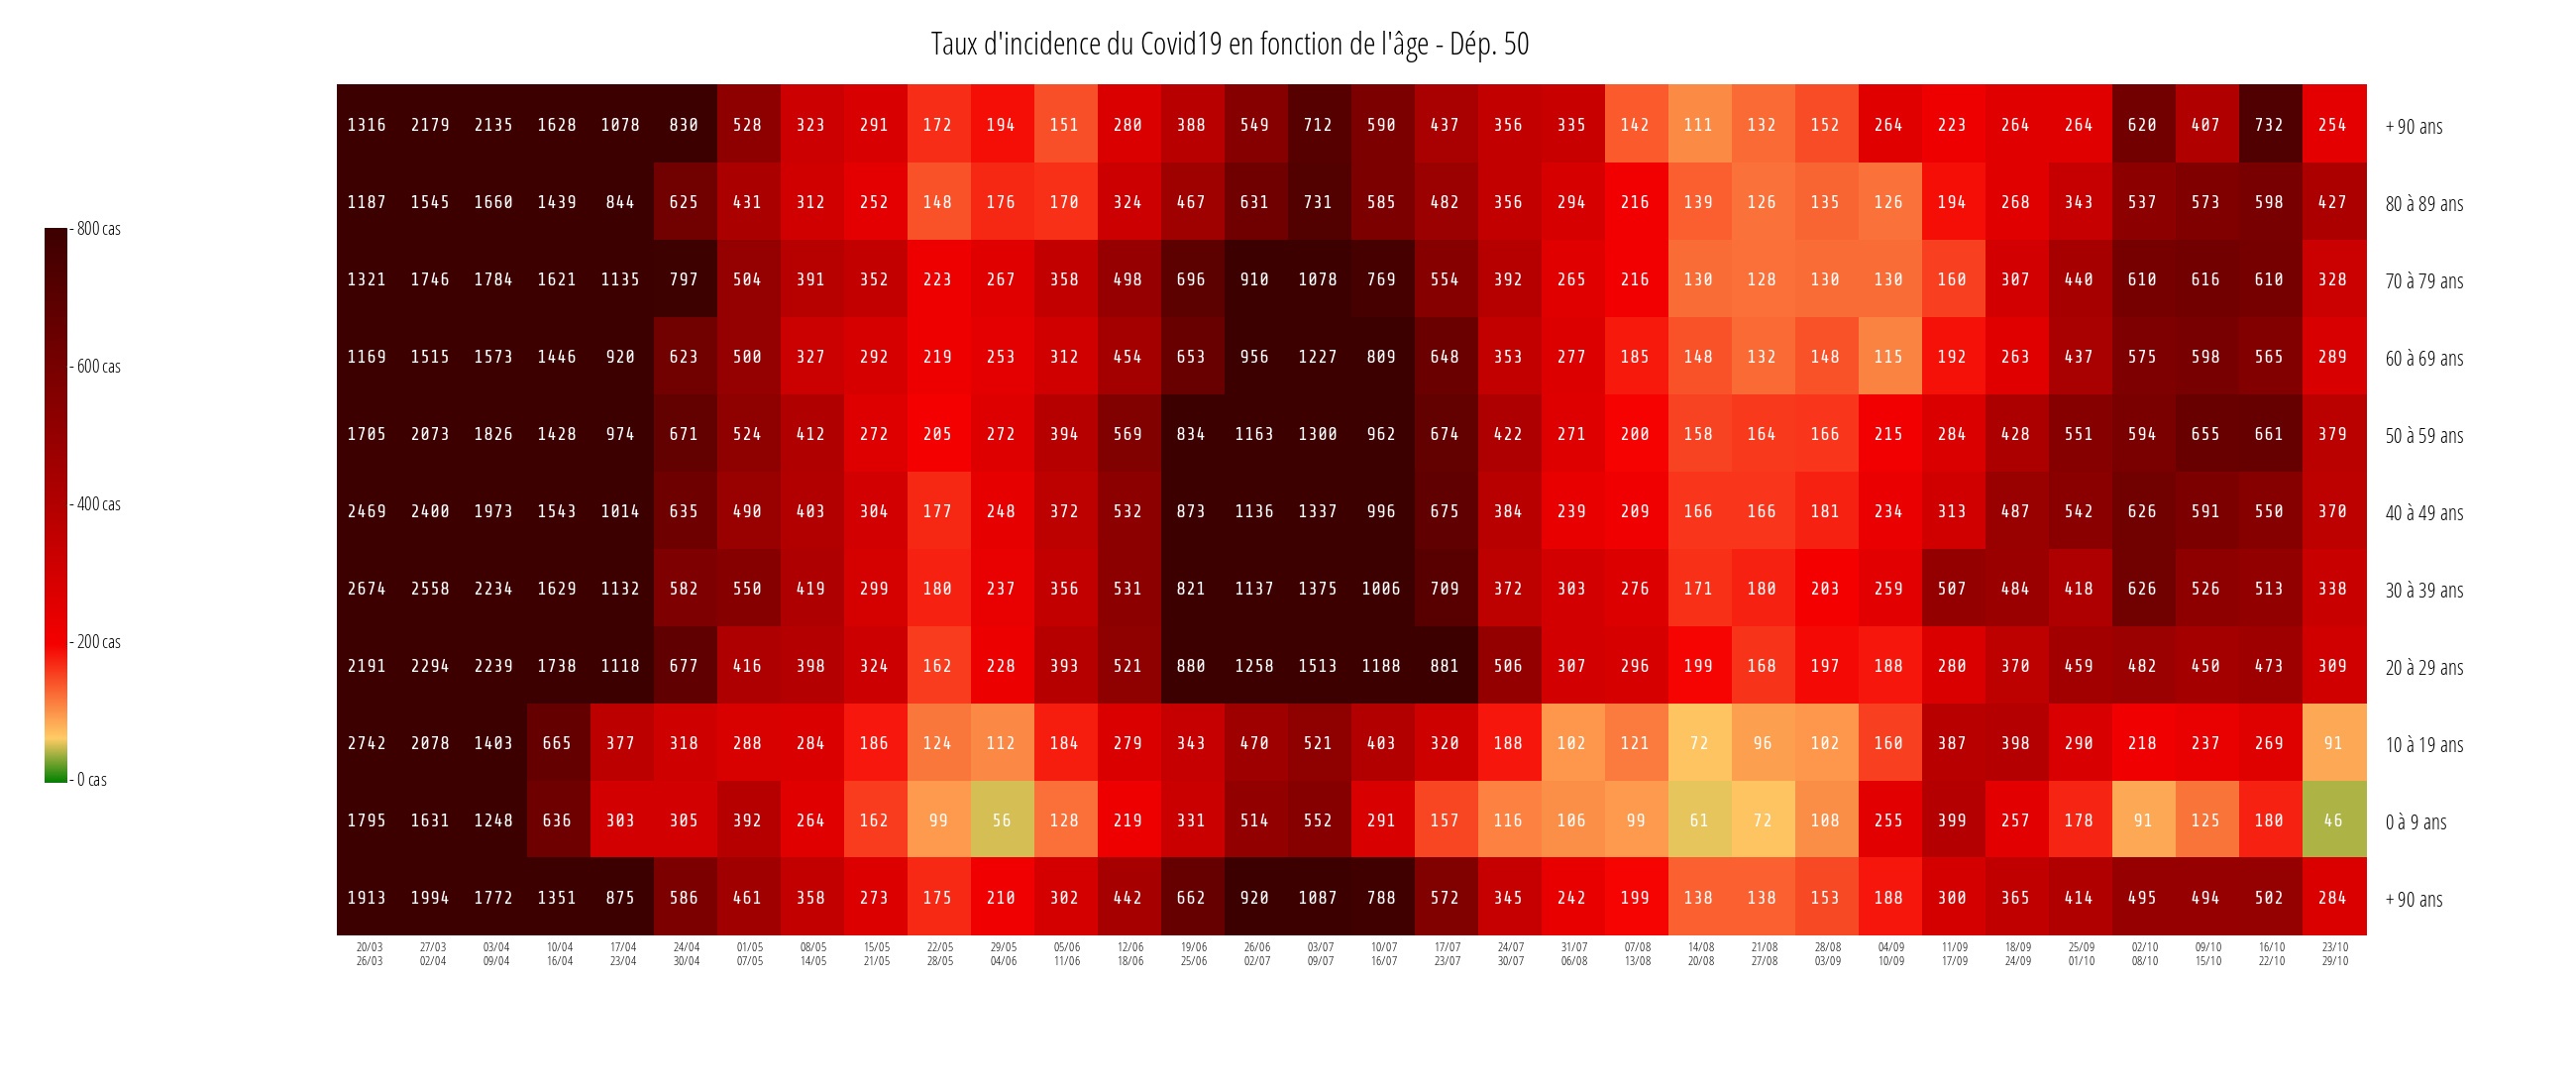 Taux d'incidence du Covid19 en fonction de l'âge - Dép. 50
1316 2179 2135 1628 1078 830 528 323 291 172 194 151 280 388 549 712 590 437 356 335 142 111 132 152 264 223 264 264 620 407 732 254 + 90 ans
1187 1545 1660 1439 844 625 431 312 252 148 176 170 324 467 631 731 585 482 356 294 216 139 126 135 126 194 268 343 537 573 598 427 80 à 89 ans
- 800 cas
1321 1746 1784 1621 1135 797 504 391 352 223 267 358 498 696 910 1078 769 554 392 265 216 130 128 130 130 160 307 440 610 616 610 328 70 à 79 ans
1169 1515 1573 1446 920 623 500 327 292 219 253 312 454 653 956 1227 809 648 353 277 185 148 132 148 115 192 263 437 575 598 565 289 60 à 69 ans
- 600 cas
1705 2073 1826 1428 974 671 524 412 272 205 272 394 569 834 1163 1300 962 674 422 271 200 158 164 166 215 284 428 551 594 655 661 379 50 à 59 ans
- 400 cas
2469 2400 1973 1543 1014 635 490 403 304 177 248 372 532 873 1136 1337 996 675 384 239 209 166 166 181 234 313 487 542 626 591 550 370 40 à 49 ans
2674 2558 2234 1629 1132 582 550 419 299 180 237 356 531 821 1137 1375 1006 709 372 303 276 171 180 203 259 507 484 418 626 526 513 338 30 à 39 ans
- 200 cas
2191 2294 2239 1738 1118 677 416 398 324 162 228 393 521 880 1258 1513 1188 881 506 307 296 199 168 197 188 280 370 459 482 450 473 309 20 à 29 ans
2742 2078 1403 665 377 318 288 284 186 124 112 184 279 343 470 521 403 320 188 102 121 72 96 102 160 387 398 290 218 237 269 91 10 à 19 ans
- 0 cas
1795 1631 1248 636 303 305 392 264 162 99 56 128 219 331 514 552 291 157 116 106 99 61 72 108 255 399 257 178 91 125 180 46 0 à 9 ans
1913 1994 1772 1351 875 586 461 358 273 175 210 302 442 662 920 1087 788 572 345 242 199 138 138 153 188 300 365 414 495 494 502 284 + 90 ans
20/03 27/03 03/04 10/04 17/04 24/04 01/05 08/05 15/05 22/05 29/05 05/06 12/06 19/06 26/06 03/07 10/07 17/07 24/07 31/07 07/08 14/08 21/08 28/08 04/09 11/09 18/09 25/09 02/10 09/10 16/10 23/10
26/03 02/04 09/04 16/04 23/04 30/04 07/05 14/05 21/05 28/05 04/06 11/06 18/06 25/06 02/07 09/07 16/07 23/07 30/07 06/08 13/08 20/08 27/08 03/09 10/09 17/09 24/09 01/10 08/10 15/10 22/10 29/10